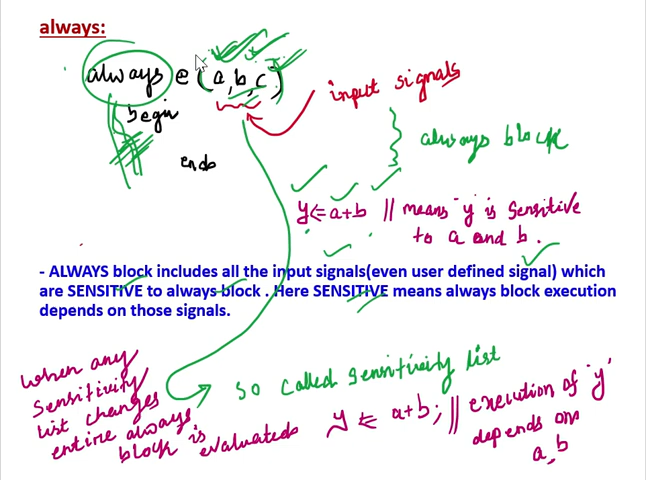 always:
always @ (a,b,c)
input signals
begin
always block
end
y<= a+b || means "y" is sensitive
to a and b.
- ALWAYS block includes all the input signals(even user defined signal) which
are SENSITIVE to always block . Here SENSITIVE means always block execution
depends on those signals.
When any
sensitivity
list changes
entire always
block is
evaluated
so called sensitivity list
y <= a+b; || execution of "y"
depends on
a,b